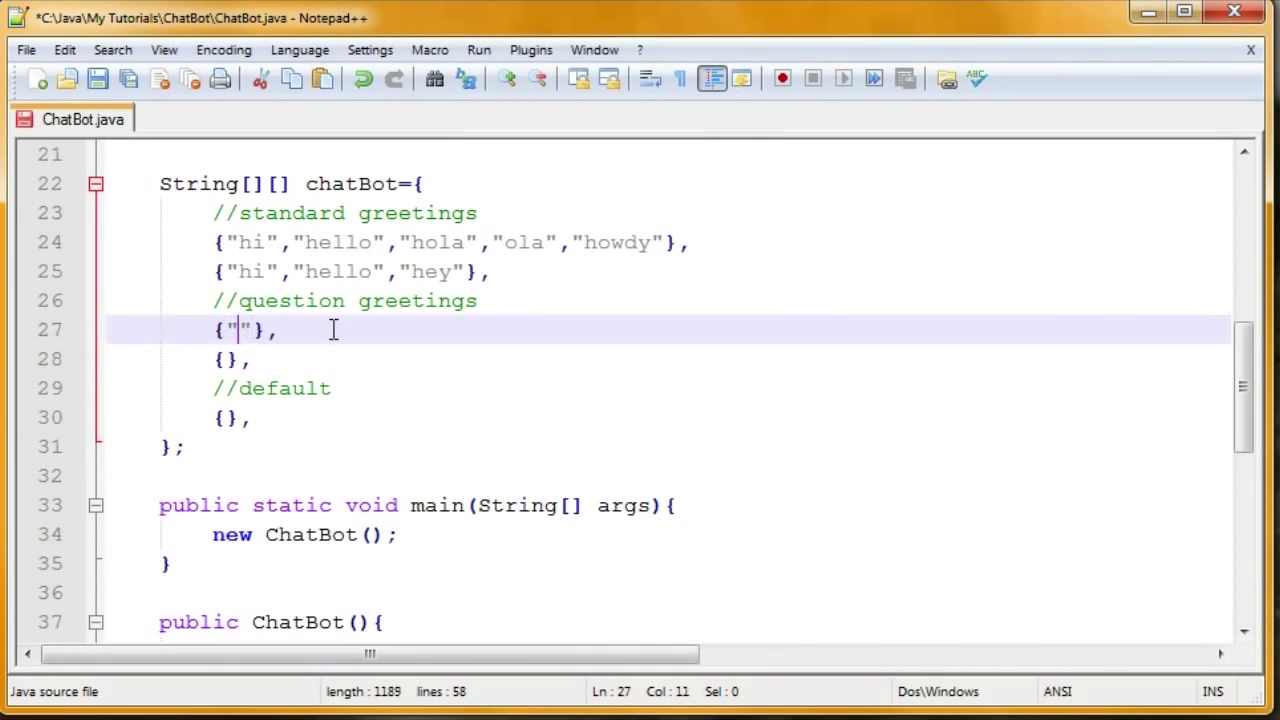 *C:\Java\My Tutorials\ChatBot\ChatBot.java - Notepad++
File Edit Search View Encoding Language Settings Macro Run Plugins Window ? X
ABC
ChatBot.java
21
22 String[][] chatBot={
23 //standard greetings
24 {"hi","hello","hola","ola","howdy"},
25 {"hi","hello","hey"},
26 //question greetings
27 {""},
28 {},
29 //default
30 {},
31 };
32
33 public static void main(String[] args){
34 new ChatBot();
35 }
36
37 public ChatBot(){
Java source file length : 1189 lines : 58 Ln : 27 Col : 11 Sel : 0 Dos\Windows ANSI INS